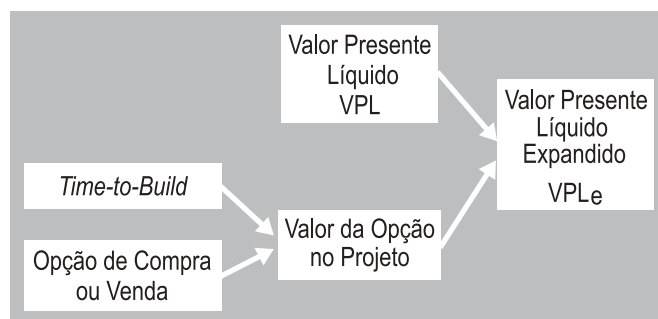 Valor Presente
Líquido
VPL
Valor Presente
Líquido
Expandido
VPLe
Time-to-Build
Valor da Opção
no Projeto
Opção de Compra
ou Venda